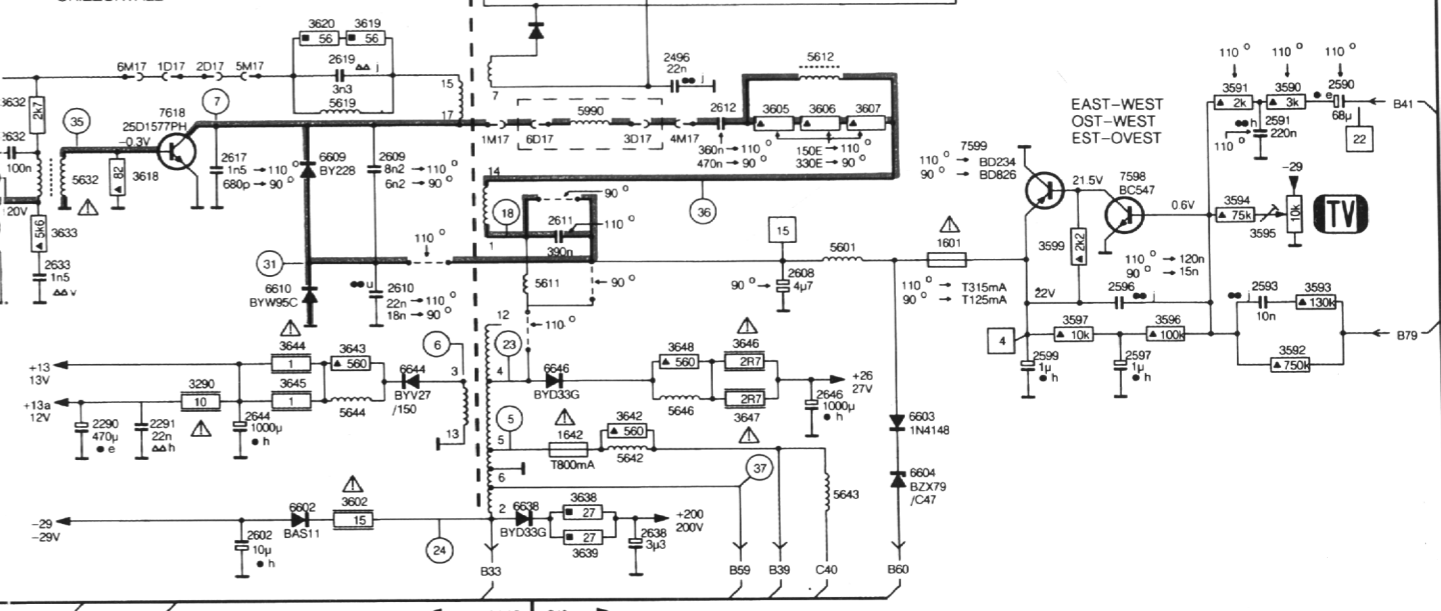 3620 3619
56 56
2619
3n3
5619
6M17 1D17 2D17 5M17
15
17
7
2496
22n
5612
5990
2612
3605 3606 3607
1M17 6D17 3D17 4M17
360n → 110°
470n → 90°
150E → 110°
330E → 90°
3632
2k7
2632
100n
+20V
35
7618
25D1577PH
–0,3V
7
5632
82
3618
2617
1n5 → 110°
680p → 90°
6609
BY228
2609
8n2 → 110°
6n2 → 90°
14
18
1
90°
2611
110°
390n
36
5k6
3633
2633
1n5
v
31
110°
6610
BYW95C
u
2610
22n → 110°
18n → 90°
5611
90°
110°
15
2608
90° → 4µ7
5601
1601
110° → T315mA
90° → T125mA
EAST–WEST
OST–WEST
EST–OVEST
110° 110° 110°
3591 3590 2590
2k 3k e
68µ
B41
22
h 2591
220n
110°
7599
110° → BD234
90° → BD826
21.5V
7598
BC547
0.6V
–29
3594
75k
3595
10k
TV
3599
2k2
110° → 120n
90° → 15n
2596
22V
2593
10n
3593
130k
3592
750k
B79
4
3597
10k
3596
100k
2599
1µ
h
2597
1µ
h
+13
13V
+13a
12V
3644
1
3643
560
3645
1
5644
6644
BYV27
/150
6
3
13
3290
10
2290
470µ
e
2291
22n
h
2644
1000µ
h
12
23
4
6646
BYD33G
3648
560
5646
3646
2R7
2R7
3647
+26
27V
2646
1000µ
h
5
5
1642
T800mA
3642
560
5642
6
37
5643
6603
1N4148
6604
BZX79
/C47
–29
–29V
2602
10µ
h
6602
BAS11
3602
15
24
2
6638
BYD33G
3638
27
27
3639
+200
200V
2638
3µ3
B33 B59 B39 C40 B60